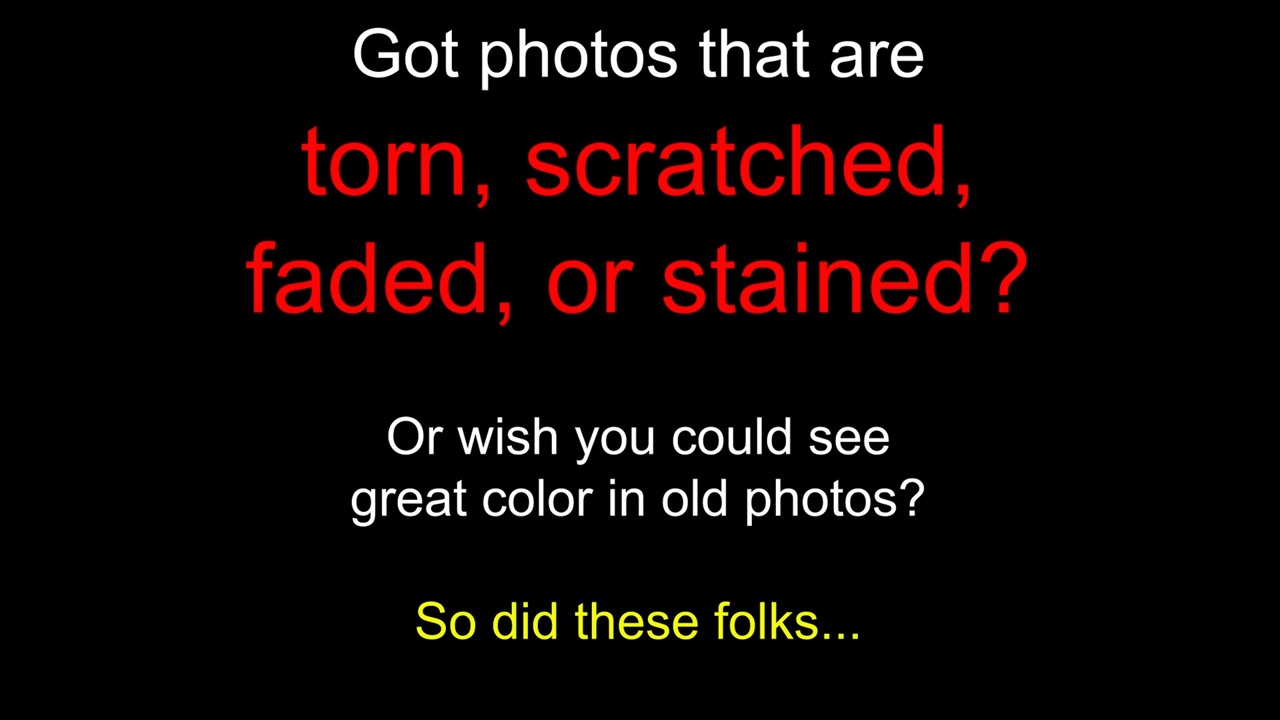 Got photos that are
torn, scratched,
faded, or stained?
Or wish you could see
great color in old photos?
So did these folks...